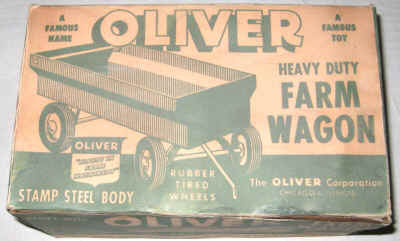 A
FAMOUS
NAME
OLIVER
A
FAMOUS
TOY
HEAVY DUTY
FARM
WAGON
OLIVER
RUBBER
TIRED
WHEELS
STAMP STEEL BODY
The OLIVER Corporation
CHICAGO, ILLINOIS